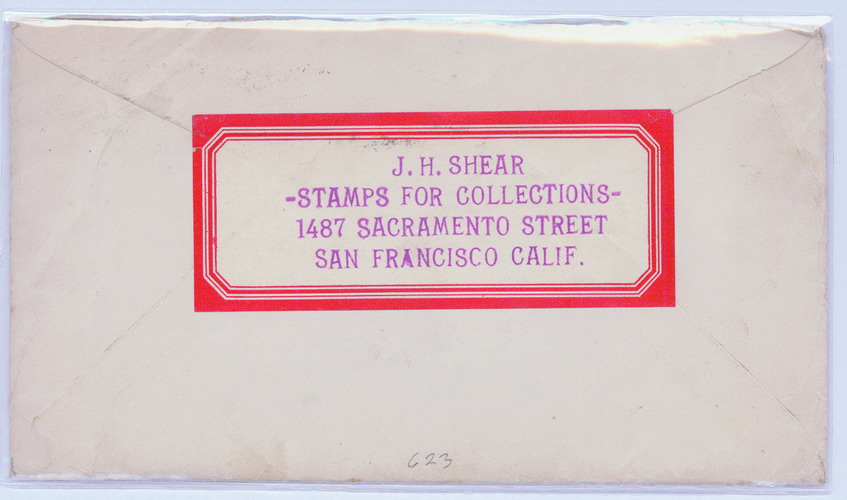 J. H. SHEAR
-STAMPS FOR COLLECTIONS-
1487 SACRAMENTO STREET
SAN FRANCISCO CALIF.
623